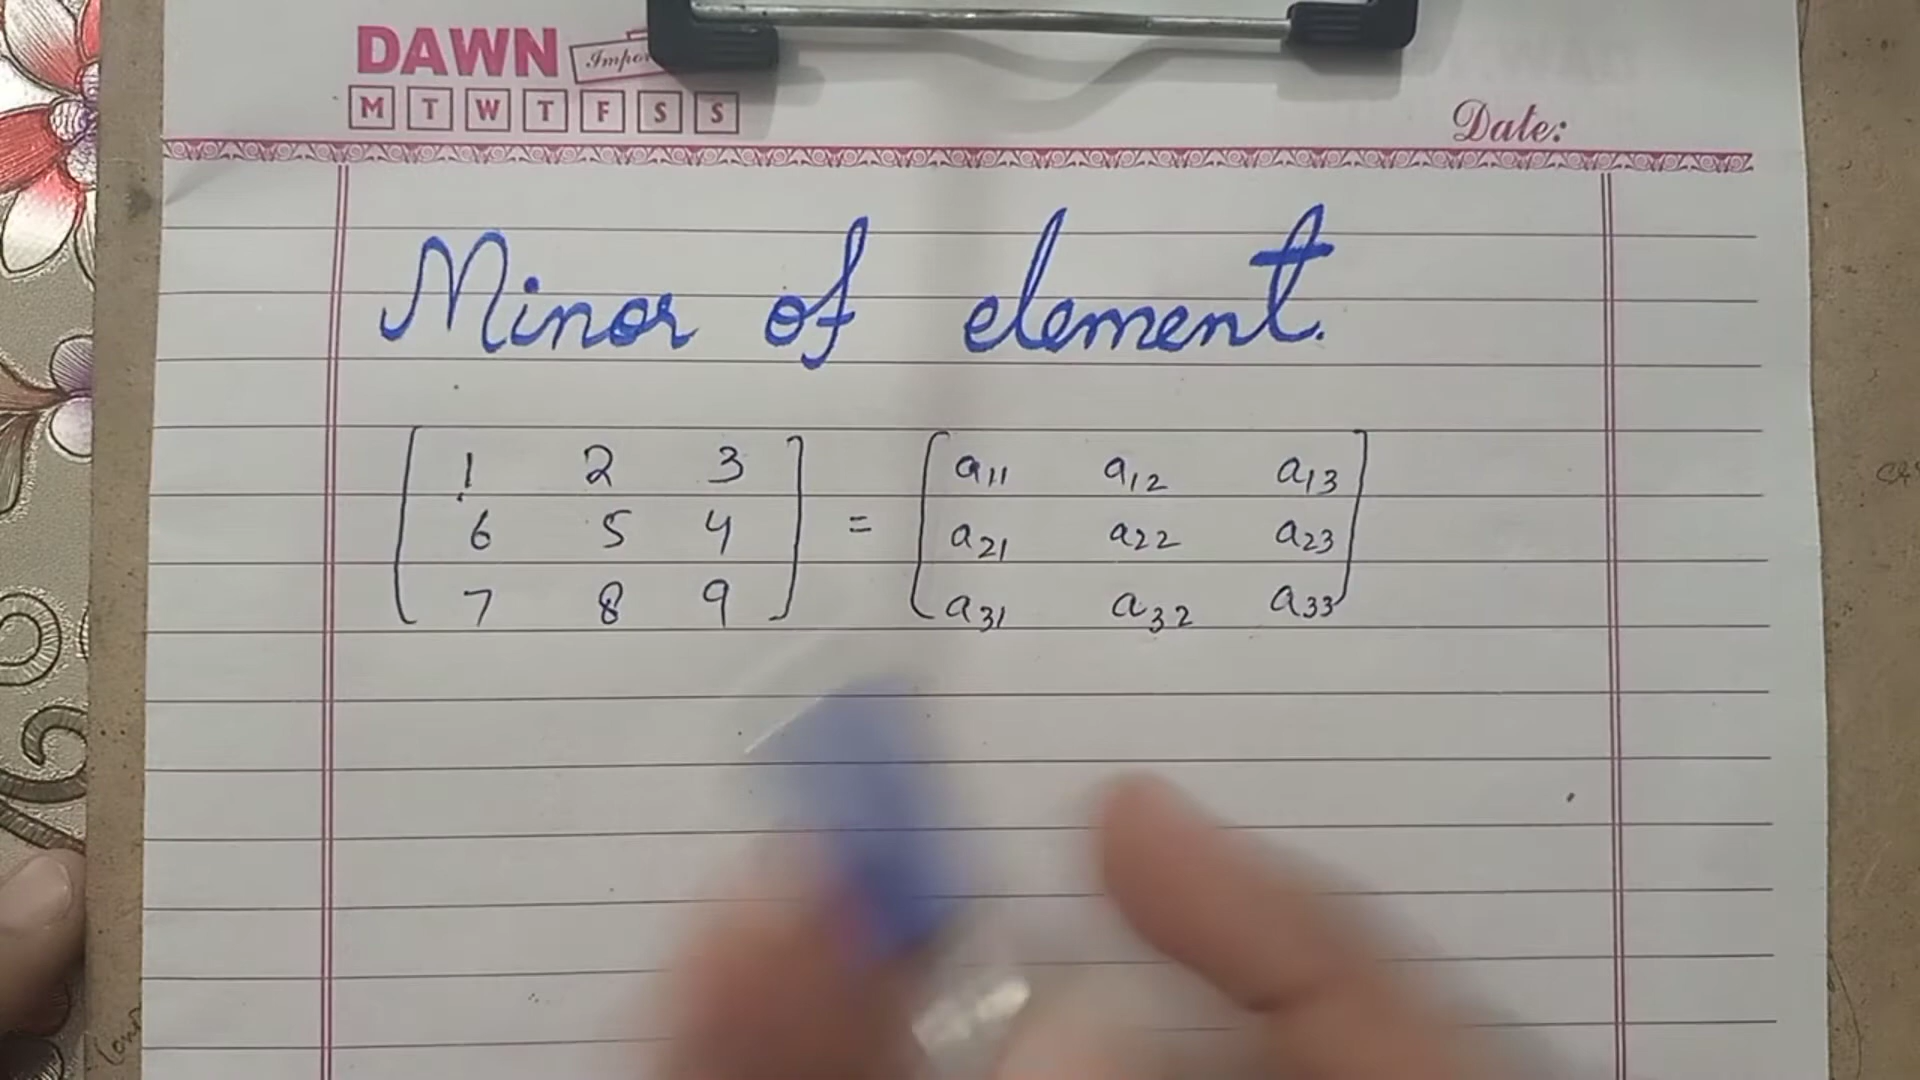 DAWN
M T W T F S S
Date:
Minor of element.
1 2 3
6 5 4
7 8 9
=
a11 a12 a13
a21 a22 a23
a31 a32 a33